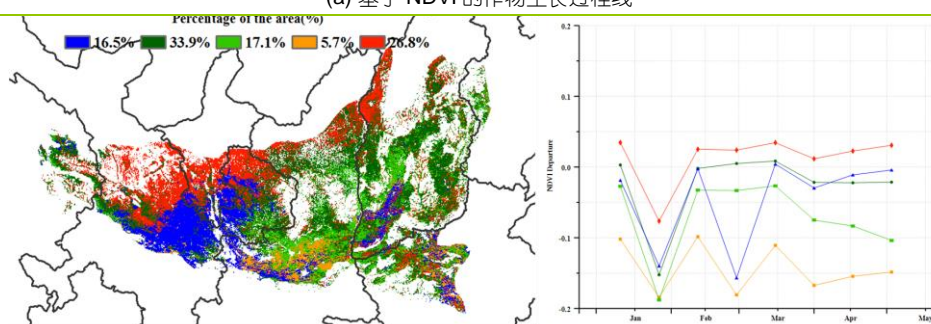 (a) 基于 NDVI 的作物生长过程线
Percentage of the area(%)
16.5% 33.9% 17.1% 5.7% 26.8%
0.2
0.1
0.0
-0.1
-0.2
NDVI Departure
Jan Feb Mar Apr May